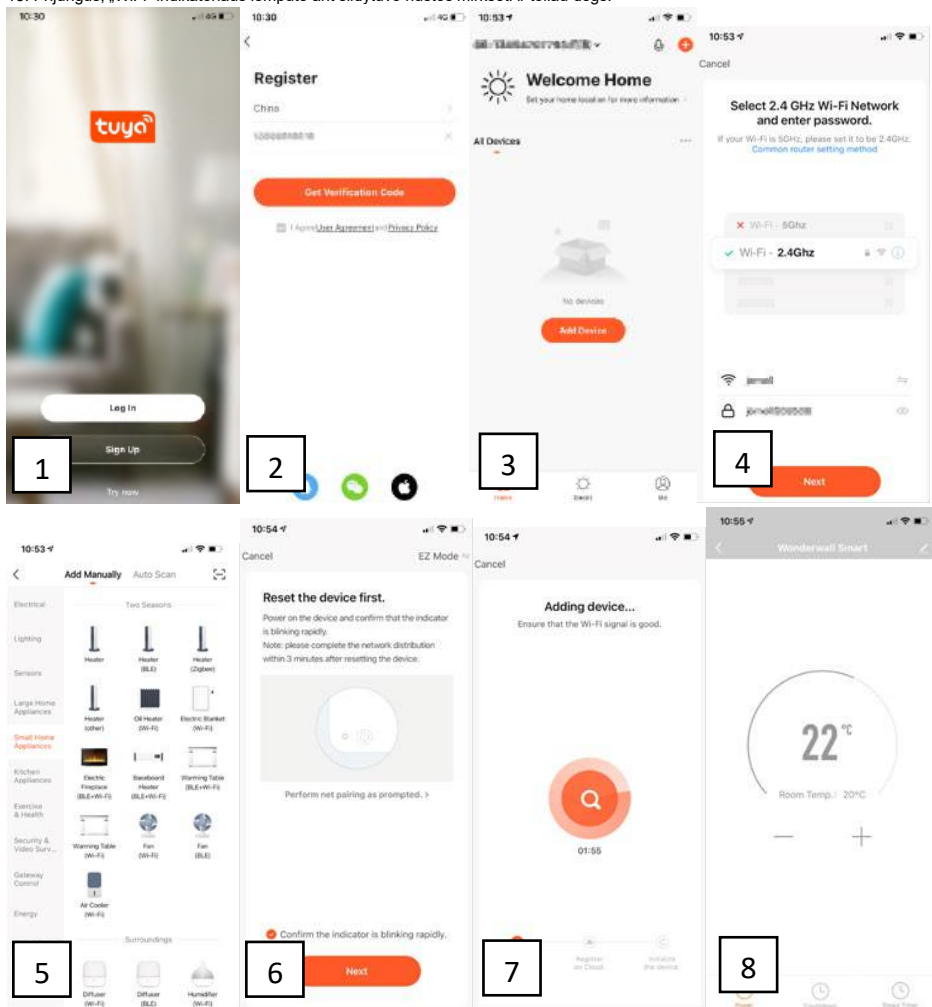 10:30
4G
tuya
Log In
Sign Up
Try now
1
10:30
4G
Register
China
Get Verification Code
I Agree User Agreement and Privacy Policy
2
10:53
Welcome Home
Set your home location for more information
All Devices
No devices
Add Device
Home
Smart
Me
3
10:53
Cancel
Select 2.4 GHz Wi-Fi Network
and enter password.
If your Wi-Fi is 5GHz, please set it to be 2.4GHz.
Common router setting method
Wi-Fi - 5Ghz
Wi-Fi - 2.4Ghz
4
Next
10:53
Add Manually Auto Scan
Electrical
Lighting
Sensors
Large Home
Appliances
Small Home
Appliances
Kitchen
Appliances
Exercise
& Health
Security &
Video Surv...
Gateway
Control
Energy
Two Seasons
Heater
Heater
(BLE)
Heater
(Zigbee)
Heater
(other)
Oil Heater
(Wi-Fi)
Electric Blanket
(Wi-Fi)
Electric
Fireplace
(BLE+Wi-Fi)
Baseboard
Heater
(BLE+Wi-Fi)
Warming Table
(BLE+Wi-Fi)
Warming Table
(Wi-Fi)
Fan
(Wi-Fi)
Fan
(BLE)
Air Cooler
(Wi-Fi)
Surroundings
Diffuser
(Wi-Fi)
Diffuser
(BLE)
Humidifier
(Wi-Fi)
5
10:54
Cancel
EZ Mode
Reset the device first.
Power on the device and confirm that the indicator
is blinking rapidly.
Note: please complete the network distribution
within 3 minutes after resetting the device.
Perform net pairing as prompted. >
Confirm the indicator is blinking rapidly.
Next
6
10:54
Cancel
Adding device...
Ensure that the Wi-Fi signal is good.
01:55
Register
on Cloud
Initialize
the device
7
10:55
Wonderwall Smart
22 °C
Room Temp.: 20°C
8